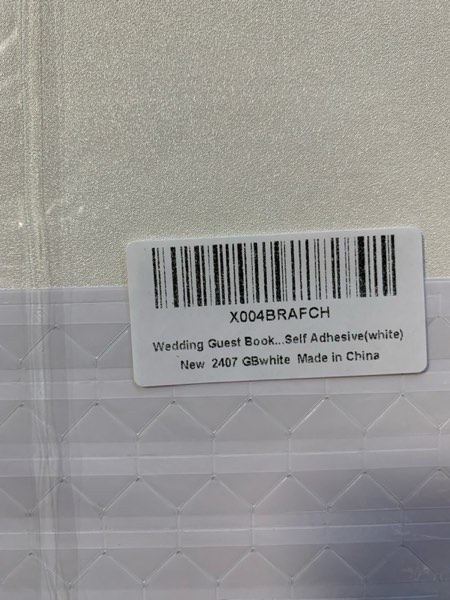 X004BRAFCH
Wedding Guest Book...Self Adhesive(white)
New 2407 GBwhite Made in China